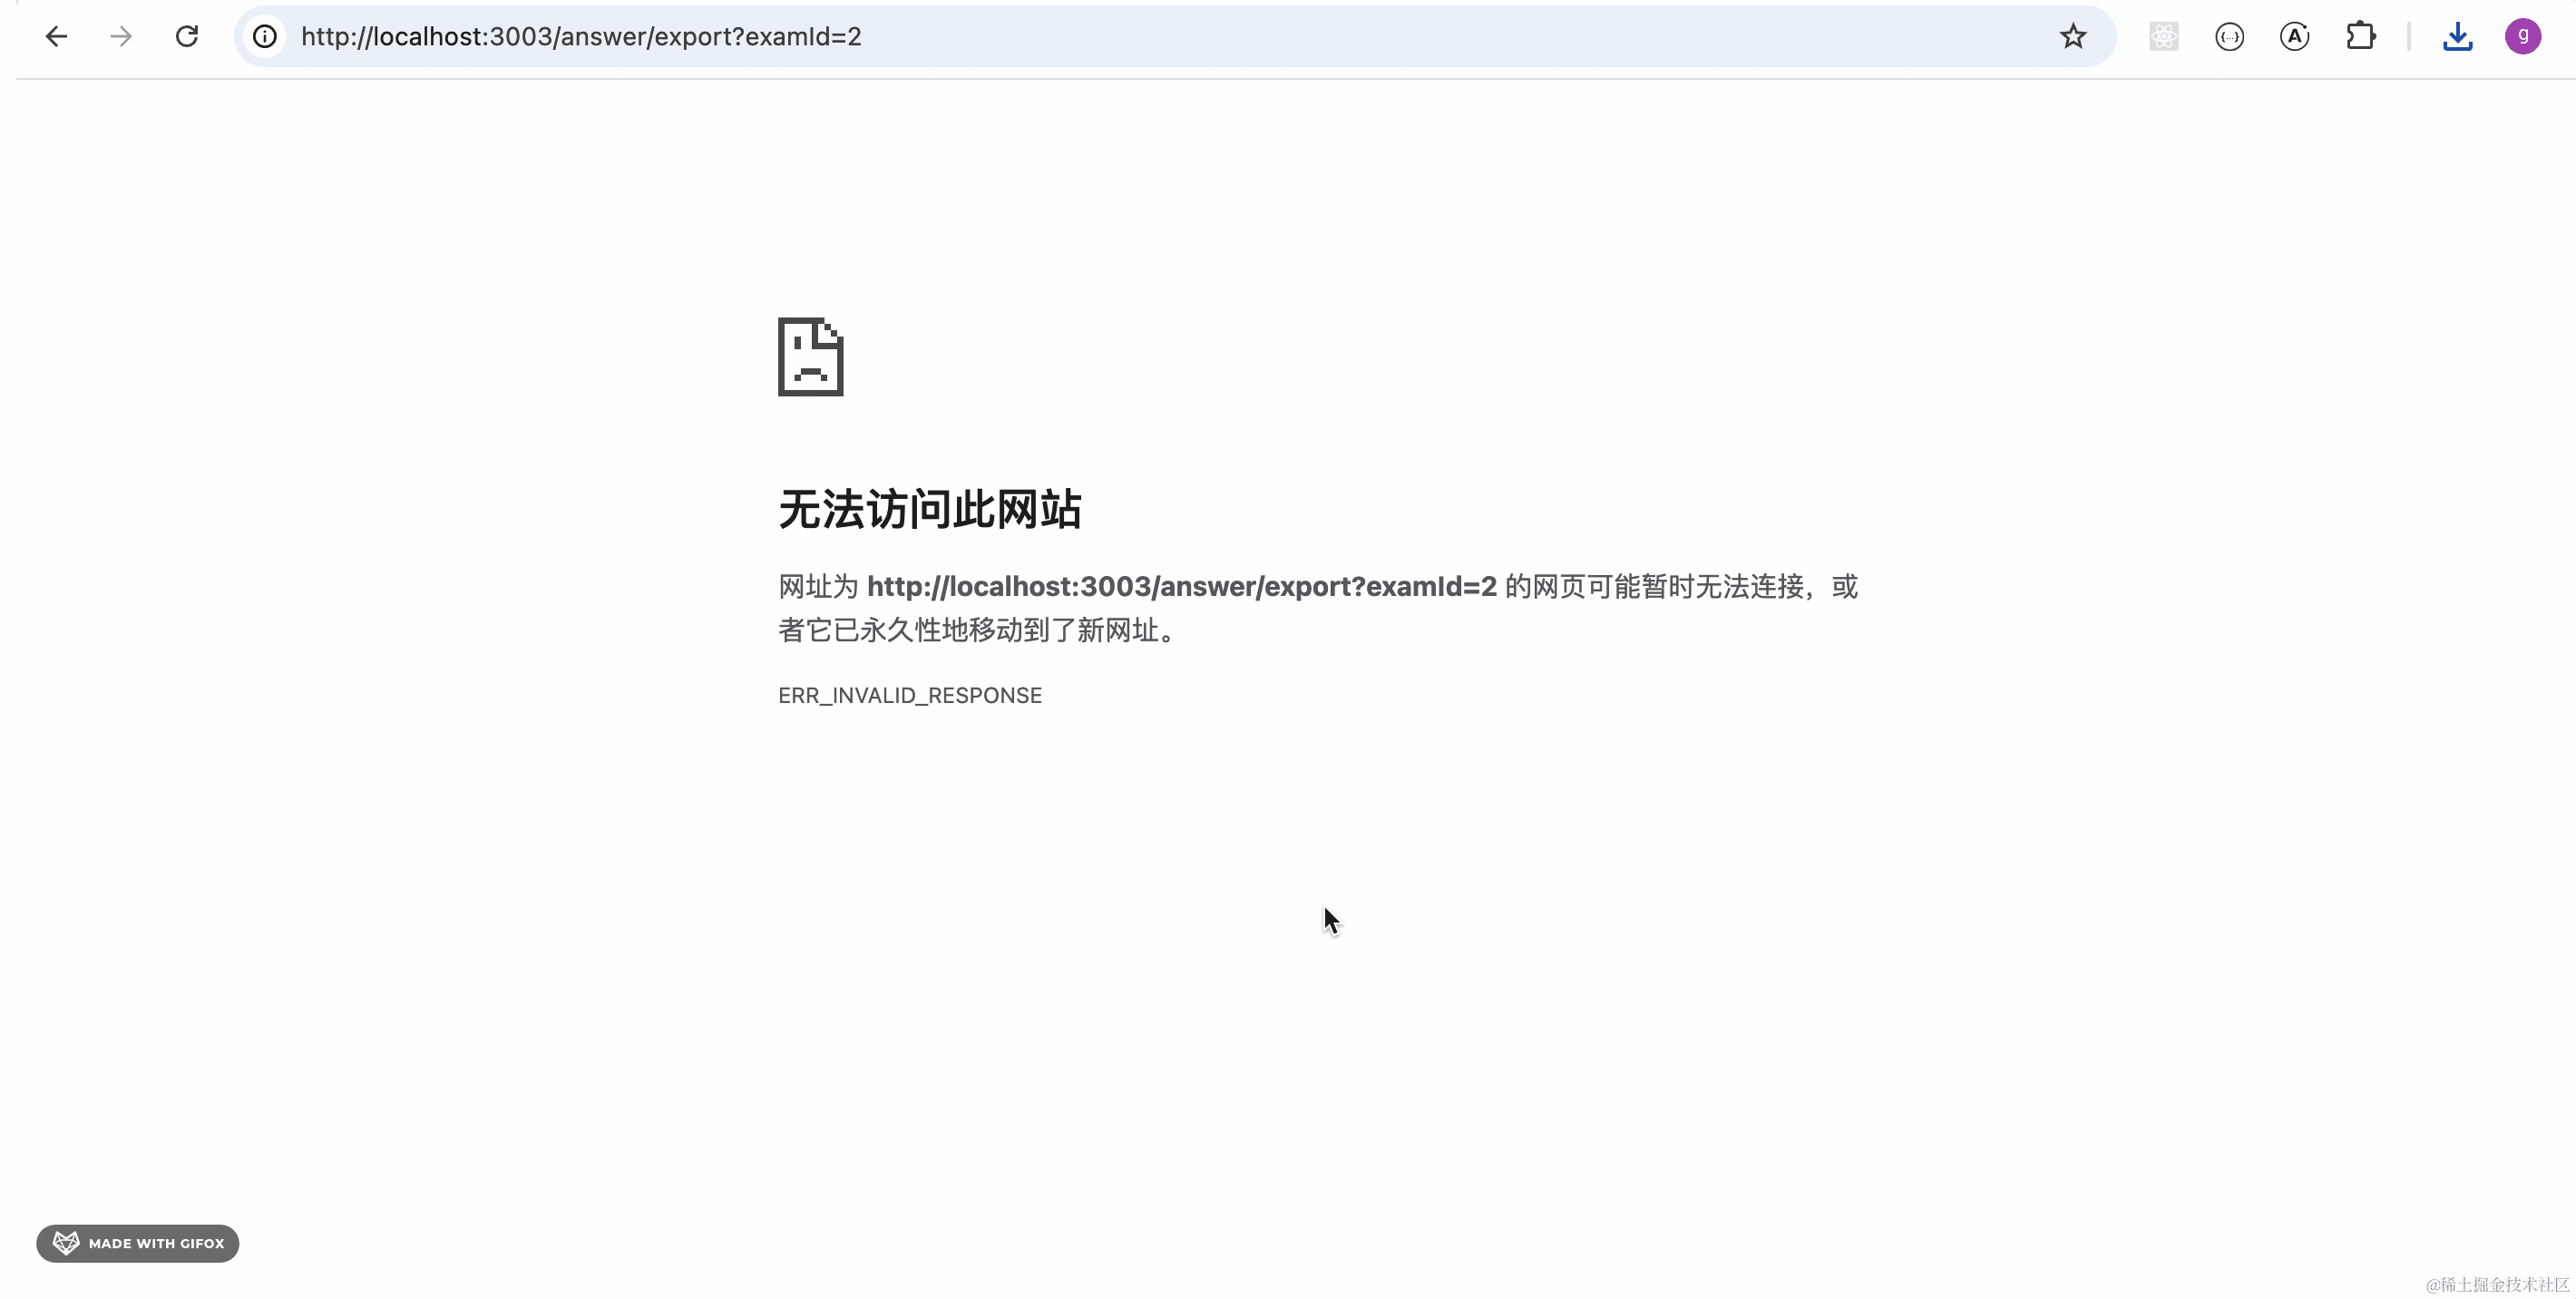 http://localhost:3003/answer/export?examId=2
{...}
A
g
无法访问此网站
网址为 http://localhost:3003/answer/export?examId=2 的网页可能暂时无法连接，或
者它已永久性地移动到了新网址。
ERR_INVALID_RESPONSE
MADE WITH GIFOX
@稀土掘金技术社区